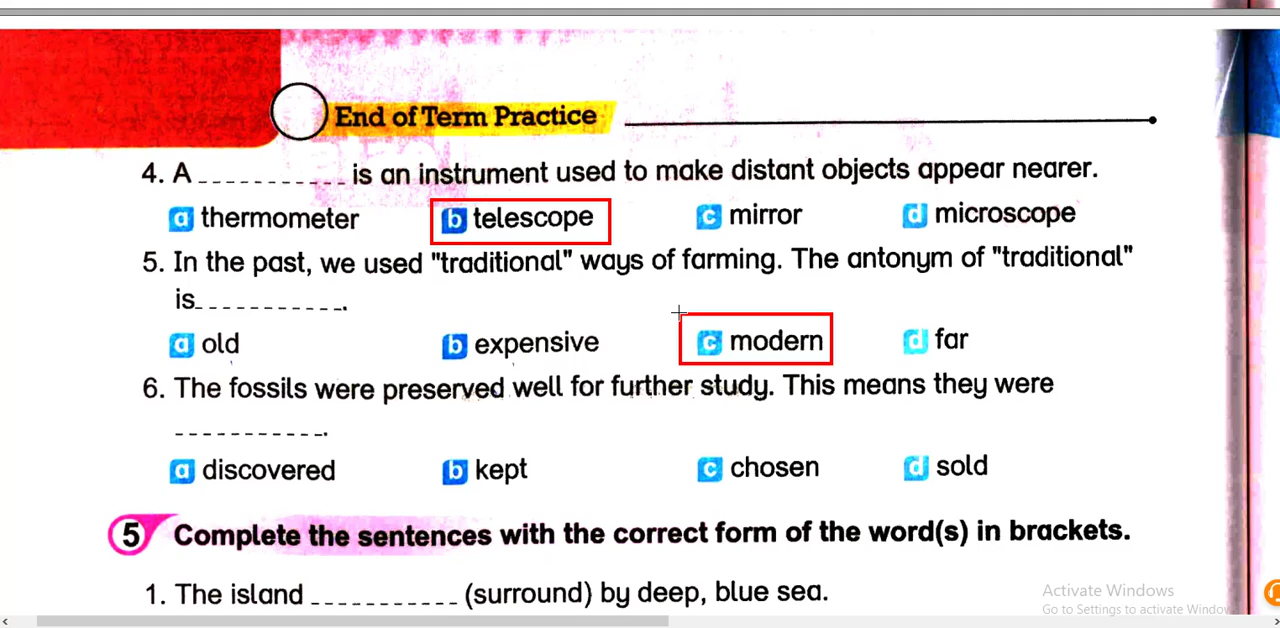 End of Term Practice
4. A ___________ is an instrument used to make distant objects appear nearer.
a thermometer b telescope c mirror d microscope
5. In the past, we used "traditional" ways of farming. The antonym of "traditional"
is___________.
a old b expensive c modern d far
6. The fossils were preserved well for further study. This means they were
___________.
a discovered b kept c chosen d sold
5 Complete the sentences with the correct form of the word(s) in brackets.
1. The island ___________ (surround) by deep, blue sea.
Activate Windows
Go to Settings to activate Windows